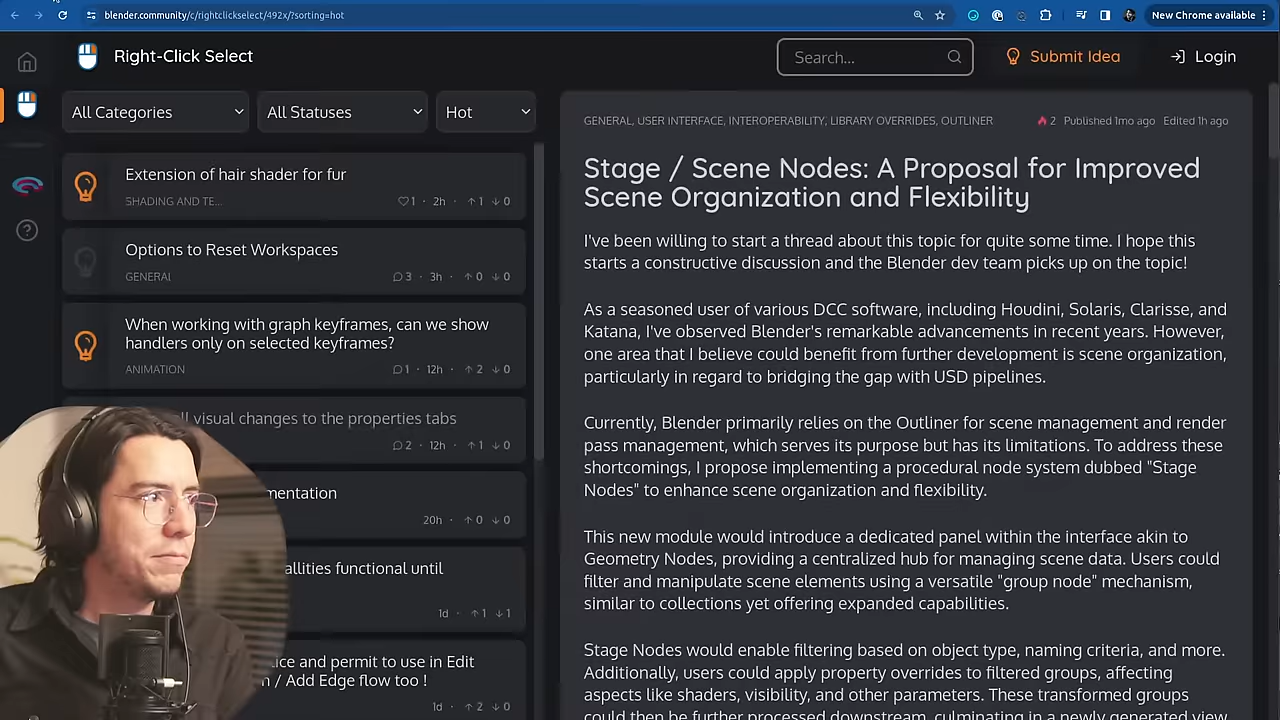 blender.community/c/rightclickselect/492x/?sorting=hot
New Chrome available
Right-Click Select
Search...
Submit Idea
Login
All Categories
All Statuses
Hot
Extension of hair shader for fur
SHADING AND TE...
1 · 2h · 1 0
Options to Reset Workspaces
GENERAL
3 · 3h · 0 0
When working with graph keyframes, can we show
handlers only on selected keyframes?
ANIMATION
1 · 12h · 2 0
all visual changes to the properties tabs
2 · 12h · 1 0
mentation
20h · 0 0
allities functional until
1d · 1 1
ice and permit to use in Edit
/ Add Edge flow too !
1d · 2 0
GENERAL, USER INTERFACE, INTEROPERABILITY, LIBRARY OVERRIDES, OUTLINER
2 Published 1mo ago Edited 1h ago
Stage / Scene Nodes: A Proposal for Improved
Scene Organization and Flexibility
I've been willing to start a thread about this topic for quite some time. I hope this
starts a constructive discussion and the Blender dev team picks up on the topic!
As a seasoned user of various DCC software, including Houdini, Solaris, Clarisse, and
Katana, I've observed Blender's remarkable advancements in recent years. However,
one area that I believe could benefit from further development is scene organization,
particularly in regard to bridging the gap with USD pipelines.
Currently, Blender primarily relies on the Outliner for scene management and render
pass management, which serves its purpose but has its limitations. To address these
shortcomings, I propose implementing a procedural node system dubbed "Stage
Nodes" to enhance scene organization and flexibility.
This new module would introduce a dedicated panel within the interface akin to
Geometry Nodes, providing a centralized hub for managing scene data. Users could
filter and manipulate scene elements using a versatile "group node" mechanism,
similar to collections yet offering expanded capabilities.
Stage Nodes would enable filtering based on object type, naming criteria, and more.
Additionally, users could apply property overrides to filtered groups, affecting
aspects like shaders, visibility, and other parameters. These transformed groups
could then be further processed downstream, culminating in a newly generated view